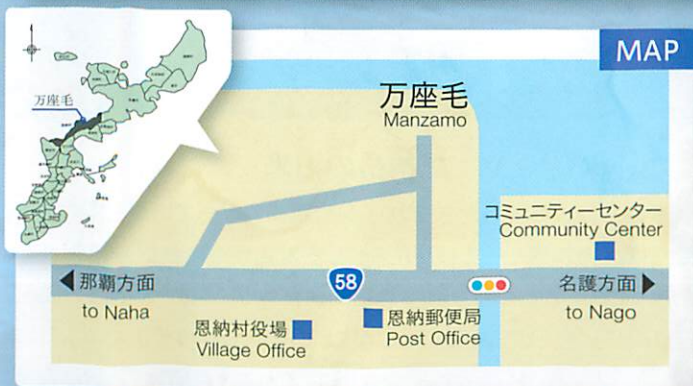 MAP
万座毛
万座毛
Manzamo
コミュニティーセンター
Community Center
◀那覇方面
to Naha
58
名護方面▶
to Nago
恩納村役場
Village Office
恩納郵便局
Post Office